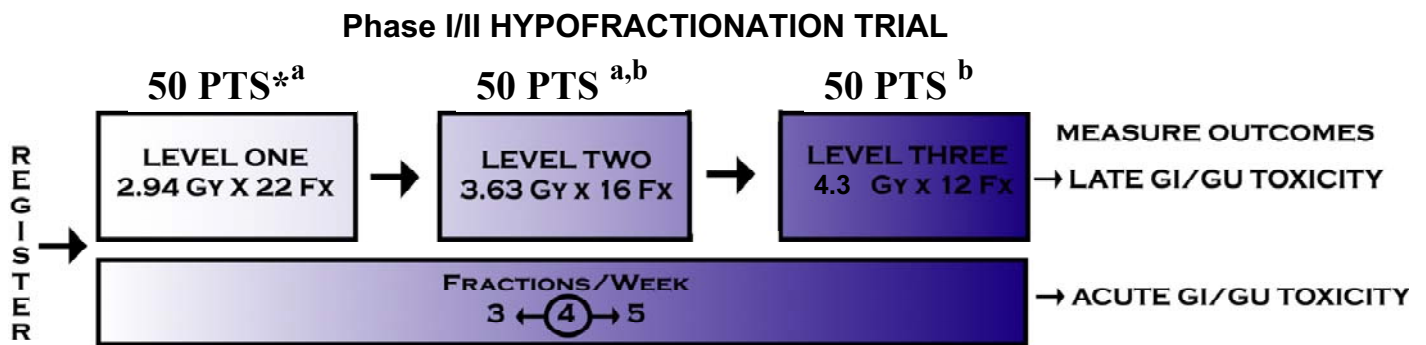 Phase I/II HYPOFRACTIONATION TRIAL
50 PTS*a
50 PTS a,b
50 PTS b
REGISTER
LEVEL ONE
2.94 GY X 22 FX
LEVEL TWO
3.63 GY X 16 FX
LEVEL THREE
4.3 GY X 12 FX
MEASURE OUTCOMES
→ LATE GI/GU TOXICITY
FRACTIONS/WEEK
3 ← 4 → 5
→ ACUTE GI/GU TOXICITY